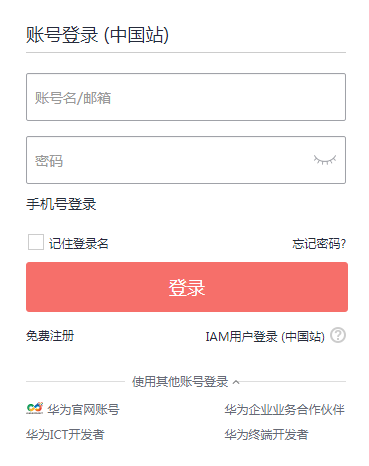 账号登录 (中国站)
账号名/邮箱
密码
手机号登录
记住登录名 忘记密码?
登录
免费注册 IAM用户登录 (中国站) ?
使用其他账号登录
华为官网账号 华为企业业务合作伙伴
华为ICT开发者 华为终端开发者